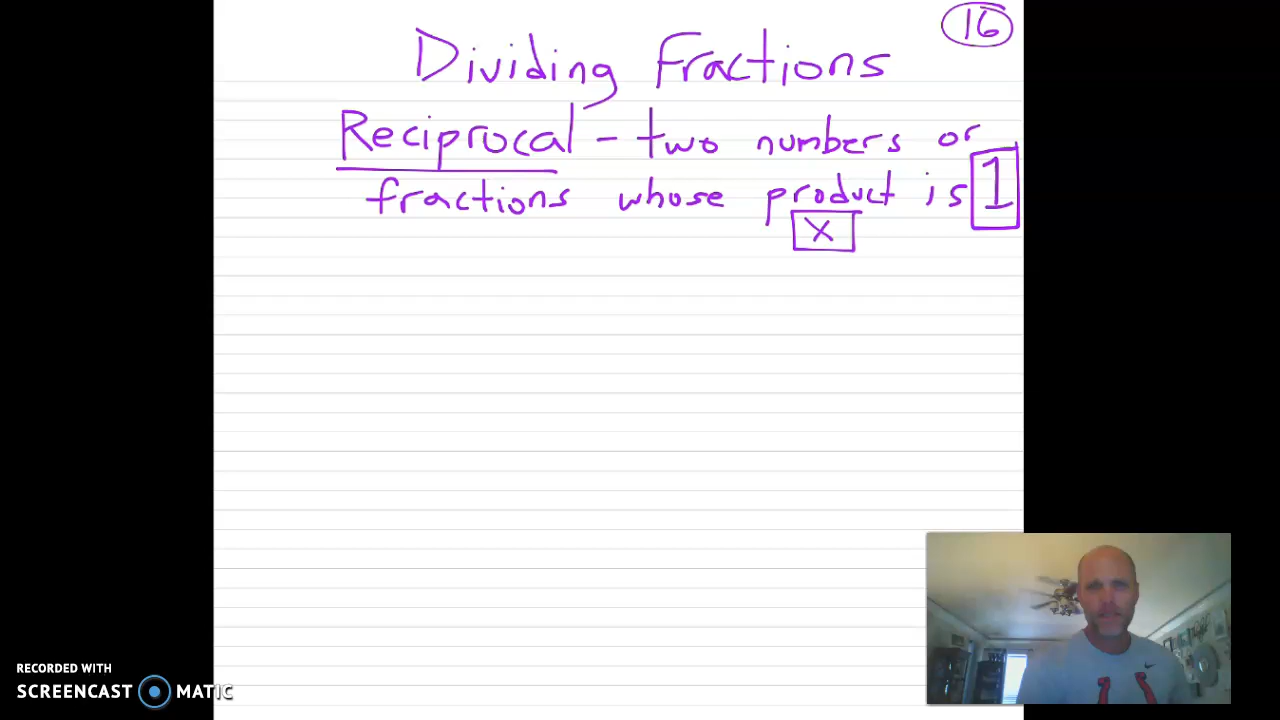 16
Dividing Fractions
Reciprocal - two numbers or
fractions whose product is 1
x
RECORDED WITH
SCREENCAST MATIC